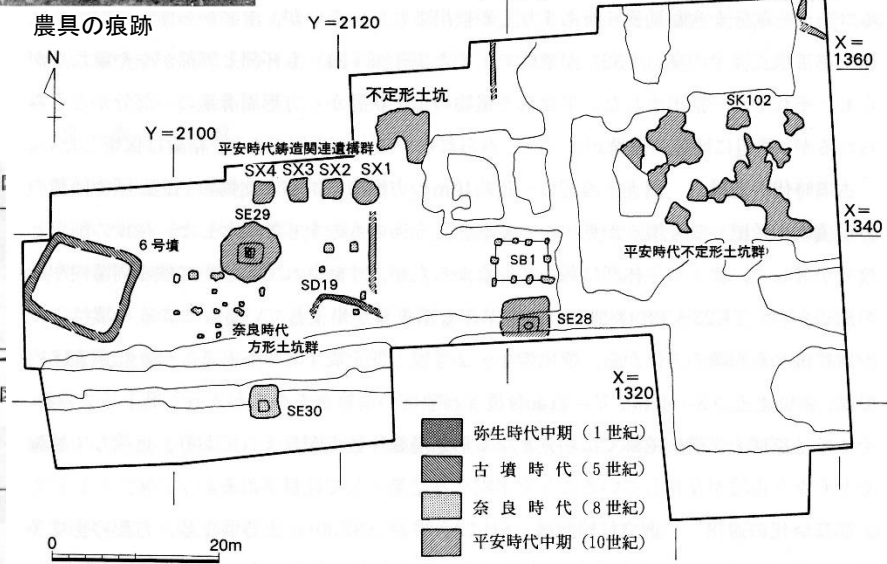 農具の痕跡
N
Y=2120
X=
1360
Y=2100
不定形土坑
SK102
平安時代鋳造関連遺構群
SX4 SX3 SX2 SX1
SE29
6号墳
X=
1340
平安時代不定形土坑群
SB1
SD19
奈良時代
方形土坑群
SE28
X=
1320
SE30
弥生時代中期(1世紀)
古墳時代(5世紀)
奈良時代(8世紀)
平安時代中期(10世紀)
0 20m